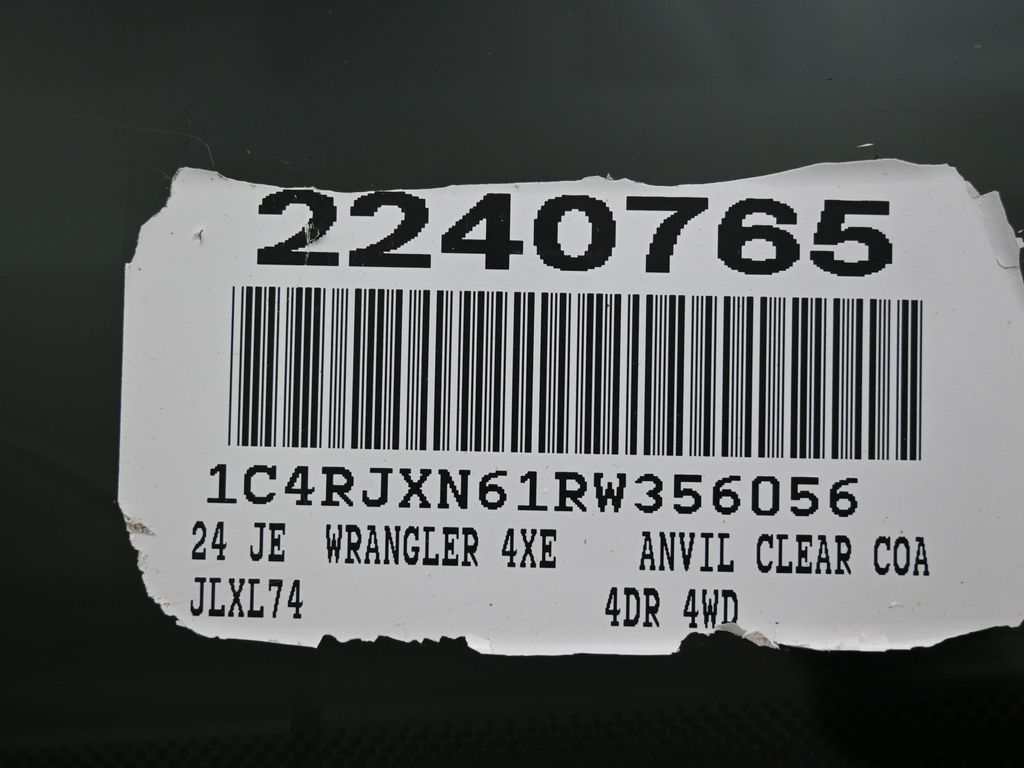 2240765
1C4RJXN61RW356056
24 JE WRANGLER 4XE ANVIL CLEAR COA
JLXL74 4DR 4WD